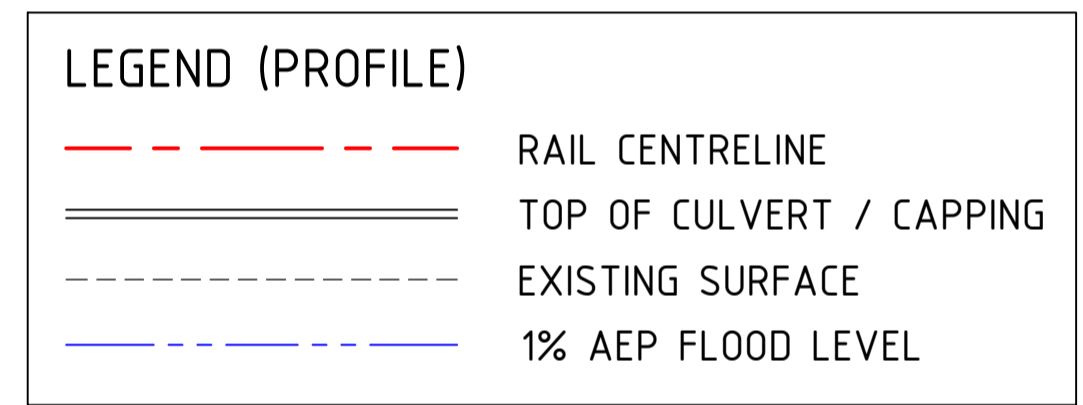 LEGEND (PROFILE)
RAIL CENTRELINE
TOP OF CULVERT / CAPPING
EXISTING SURFACE
1% AEP FLOOD LEVEL